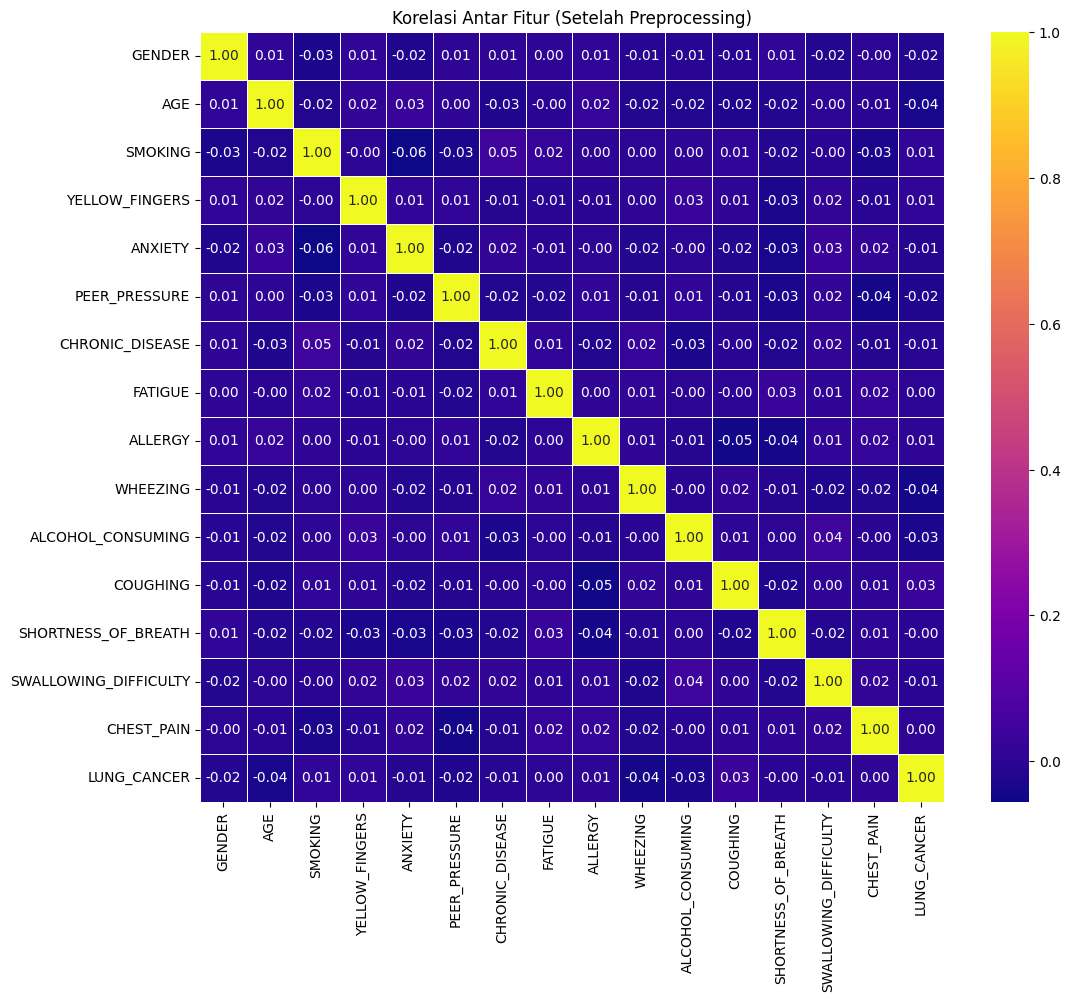 Korelasi Antar Fitur (Setelah Preprocessing)
GENDER 1.00 0.01 -0.03 0.01 -0.02 0.01 0.01 0.00 0.01 -0.01 -0.01 -0.01 0.01 -0.02 -0.00 -0.02
AGE 0.01 1.00 -0.02 0.02 0.03 0.00 -0.03 -0.00 0.02 -0.02 -0.02 -0.02 -0.02 -0.00 -0.01 -0.04
SMOKING -0.03 -0.02 1.00 -0.00 -0.06 -0.03 0.05 0.02 0.00 0.00 0.00 0.01 -0.02 -0.00 -0.03 0.01
YELLOW_FINGERS 0.01 0.02 -0.00 1.00 0.01 0.01 -0.01 -0.01 -0.01 0.00 0.03 0.01 -0.03 0.02 -0.01 0.01
ANXIETY -0.02 0.03 -0.06 0.01 1.00 -0.02 0.02 -0.01 -0.00 -0.02 -0.00 -0.02 -0.03 0.03 0.02 -0.01
PEER_PRESSURE 0.01 0.00 -0.03 0.01 -0.02 1.00 -0.02 -0.02 0.01 -0.01 0.01 -0.01 -0.03 0.02 -0.04 -0.02
CHRONIC_DISEASE 0.01 -0.03 0.05 -0.01 0.02 -0.02 1.00 0.01 -0.02 0.02 -0.03 -0.00 -0.02 0.02 -0.01 -0.01
FATIGUE 0.00 -0.00 0.02 -0.01 -0.01 -0.02 0.01 1.00 0.00 0.01 -0.00 -0.00 0.03 0.01 0.02 0.00
ALLERGY 0.01 0.02 0.00 -0.01 -0.00 0.01 -0.02 0.00 1.00 0.01 -0.01 -0.05 -0.04 0.01 0.02 0.01
WHEEZING -0.01 -0.02 0.00 0.00 -0.02 -0.01 0.02 0.01 0.01 1.00 -0.00 0.02 -0.01 -0.02 -0.02 -0.04
ALCOHOL_CONSUMING -0.01 -0.02 0.00 0.03 -0.00 0.01 -0.03 -0.00 -0.01 -0.00 1.00 0.01 0.00 0.04 -0.00 -0.03
COUGHING -0.01 -0.02 0.01 0.01 -0.02 -0.01 -0.00 -0.00 -0.05 0.02 0.01 1.00 -0.02 0.00 0.01 0.03
SHORTNESS_OF_BREATH 0.01 -0.02 -0.02 -0.03 -0.03 -0.03 -0.02 0.03 -0.04 -0.01 0.00 -0.02 1.00 -0.02 0.01 -0.00
SWALLOWING_DIFFICULTY -0.02 -0.00 -0.00 0.02 0.03 0.02 0.02 0.01 0.01 -0.02 0.04 0.00 -0.02 1.00 0.02 -0.01
CHEST_PAIN -0.00 -0.01 -0.03 -0.01 0.02 -0.04 -0.01 0.02 0.02 -0.02 -0.00 0.01 0.01 0.02 1.00 0.00
LUNG_CANCER -0.02 -0.04 0.01 0.01 -0.01 -0.02 -0.01 0.00 0.01 -0.04 -0.03 0.03 -0.00 -0.01 0.00 1.00
GENDER
AGE
SMOKING
YELLOW_FINGERS
ANXIETY
PEER_PRESSURE
CHRONIC_DISEASE
FATIGUE
ALLERGY
WHEEZING
ALCOHOL_CONSUMING
COUGHING
SHORTNESS_OF_BREATH
SWALLOWING_DIFFICULTY
CHEST_PAIN
LUNG_CANCER
1.0
0.8
0.6
0.4
0.2
0.0